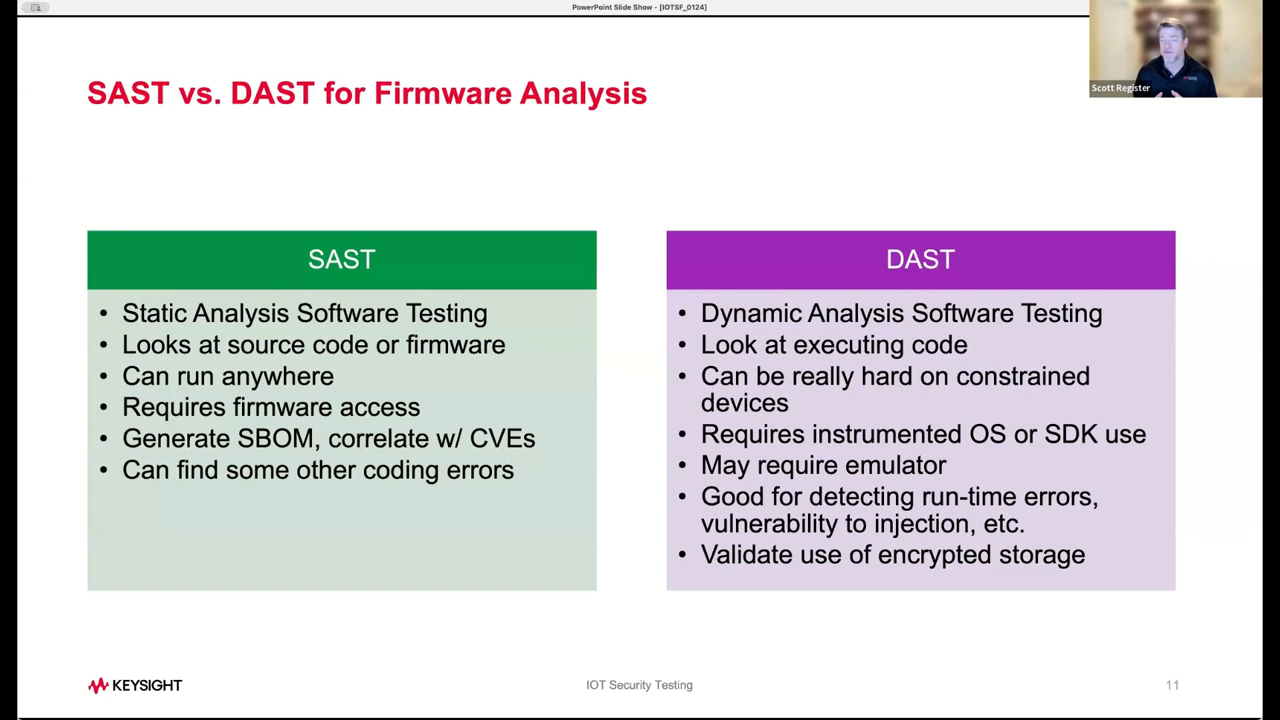 PowerPoint Slide Show - [IOTSF_0124]
Scott Register
SAST vs. DAST for Firmware Analysis
SAST
• Static Analysis Software Testing
• Looks at source code or firmware
• Can run anywhere
• Requires firmware access
• Generate SBOM, correlate w/ CVEs
• Can find some other coding errors
DAST
• Dynamic Analysis Software Testing
• Look at executing code
• Can be really hard on constrained
devices
• Requires instrumented OS or SDK use
• May require emulator
• Good for detecting run-time errors,
vulnerability to injection, etc.
• Validate use of encrypted storage
KEYSIGHT
IOT Security Testing
11